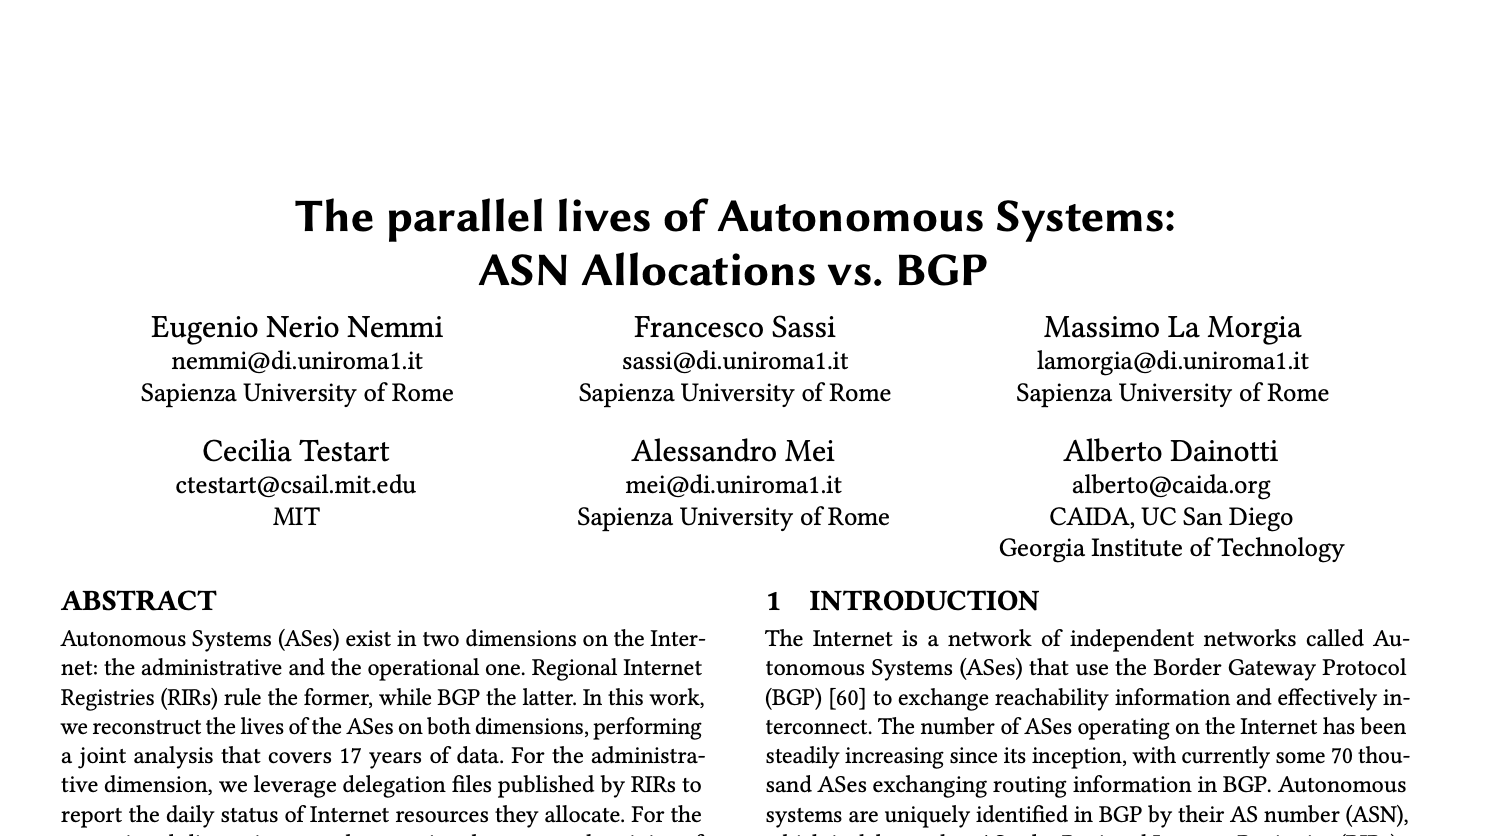 The parallel lives of Autonomous Systems:
ASN Allocations vs. BGP
Eugenio Nerio Nemmi
nemmi@di.uniroma1.it
Sapienza University of Rome
Francesco Sassi
sassi@di.uniroma1.it
Sapienza University of Rome
Massimo La Morgia
lamorgia@di.uniroma1.it
Sapienza University of Rome
Cecilia Testart
ctestart@csail.mit.edu
MIT
Alessandro Mei
mei@di.uniroma1.it
Sapienza University of Rome
Alberto Dainotti
alberto@caida.org
CAIDA, UC San Diego
Georgia Institute of Technology
ABSTRACT
Autonomous Systems (ASes) exist in two dimensions on the Inter-
net: the administrative and the operational one. Regional Internet
Registries (RIRs) rule the former, while BGP the latter. In this work,
we reconstruct the lives of the ASes on both dimensions, performing
a joint analysis that covers 17 years of data. For the administra-
tive dimension, we leverage delegation files published by RIRs to
report the daily status of Internet resources they allocate. For the
1 INTRODUCTION
The Internet is a network of independent networks called Au-
tonomous Systems (ASes) that use the Border Gateway Protocol
(BGP) [60] to exchange reachability information and effectively in-
terconnect. The number of ASes operating on the Internet has been
steadily increasing since its inception, with currently some 70 thou-
sand ASes exchanging routing information in BGP. Autonomous
systems are uniquely identified in BGP by their AS number (ASN),